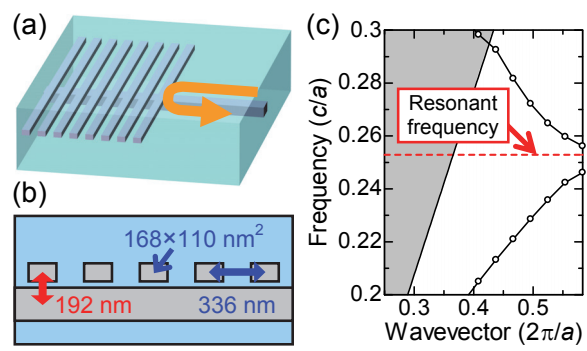 (a)
(b)
168×110 nm²
192 nm
336 nm
(c)
Frequency (c/a)
0.3
0.28
0.26
0.24
0.22
0.2
Resonant
frequency
0.3
0.4
0.5
Wavevector (2π/a)